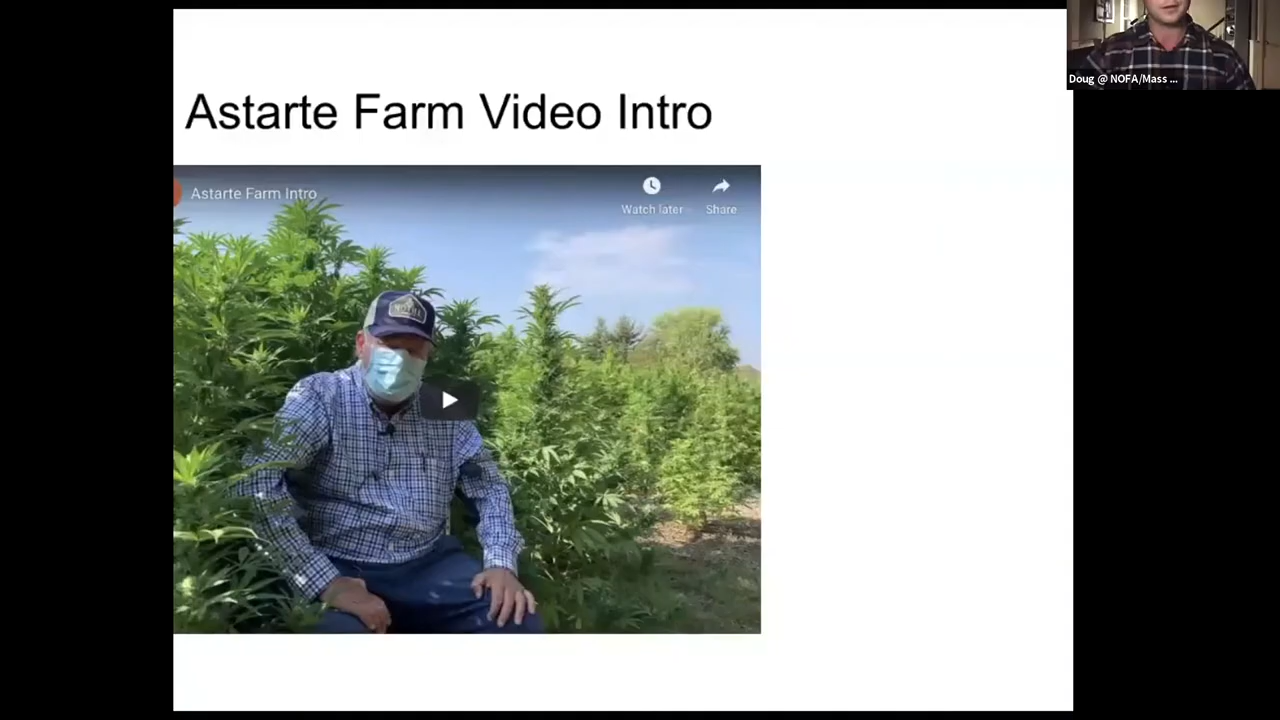 Doug @ NOFA/Mass ...
Astarte Farm Video Intro
Astarte Farm Intro
Watch later
Share